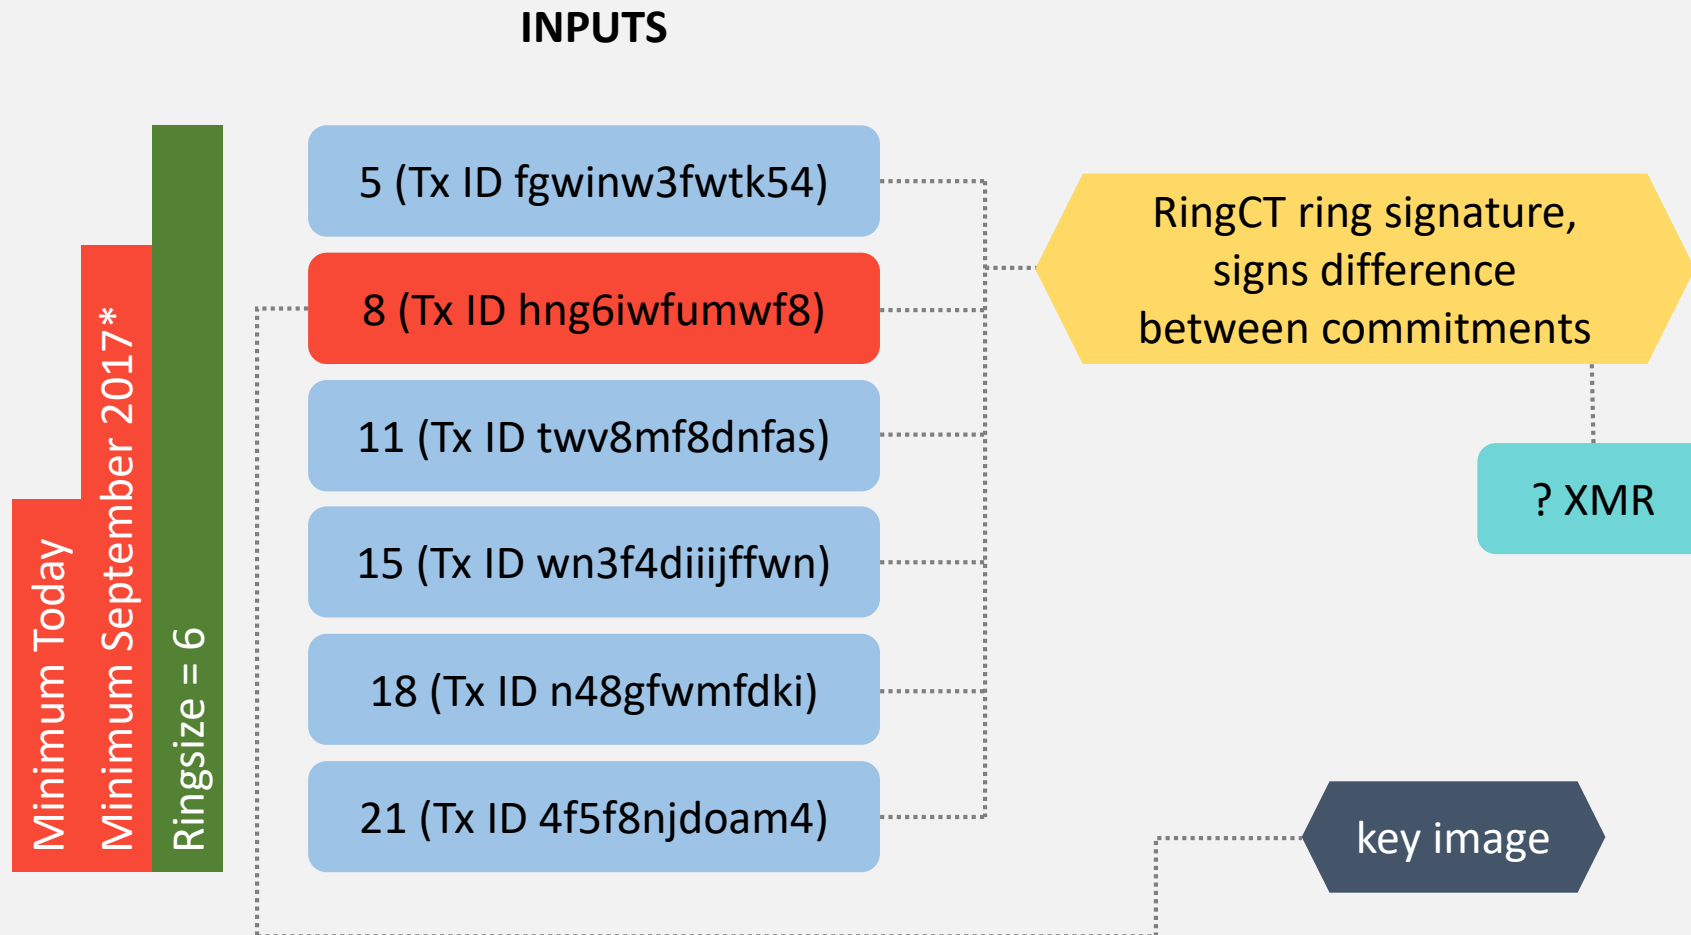 INPUTS
Minimum Today
Minimum September 2017*
Ringsize = 6
5 (Tx ID fgwinw3fwtk54)
8 (Tx ID hng6iwfumwf8)
11 (Tx ID twv8mf8dnfas)
15 (Tx ID wn3f4diiijffwn)
18 (Tx ID n48gfwmfdki)
21 (Tx ID 4f5f8njdoam4)
RingCT ring signature,
signs difference
between commitments
? XMR
key image